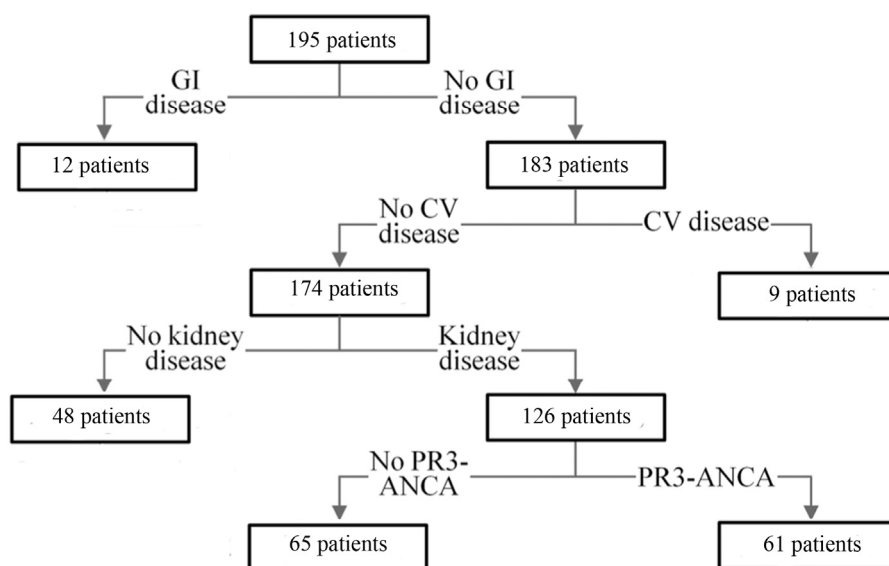 195 patients
GI
disease
No GI
disease
12 patients
183 patients
No CV
disease
CV disease
174 patients
9 patients
No kidney
disease
Kidney
disease
48 patients
126 patients
No PR3-
ANCA
PR3-ANCA
65 patients
61 patients